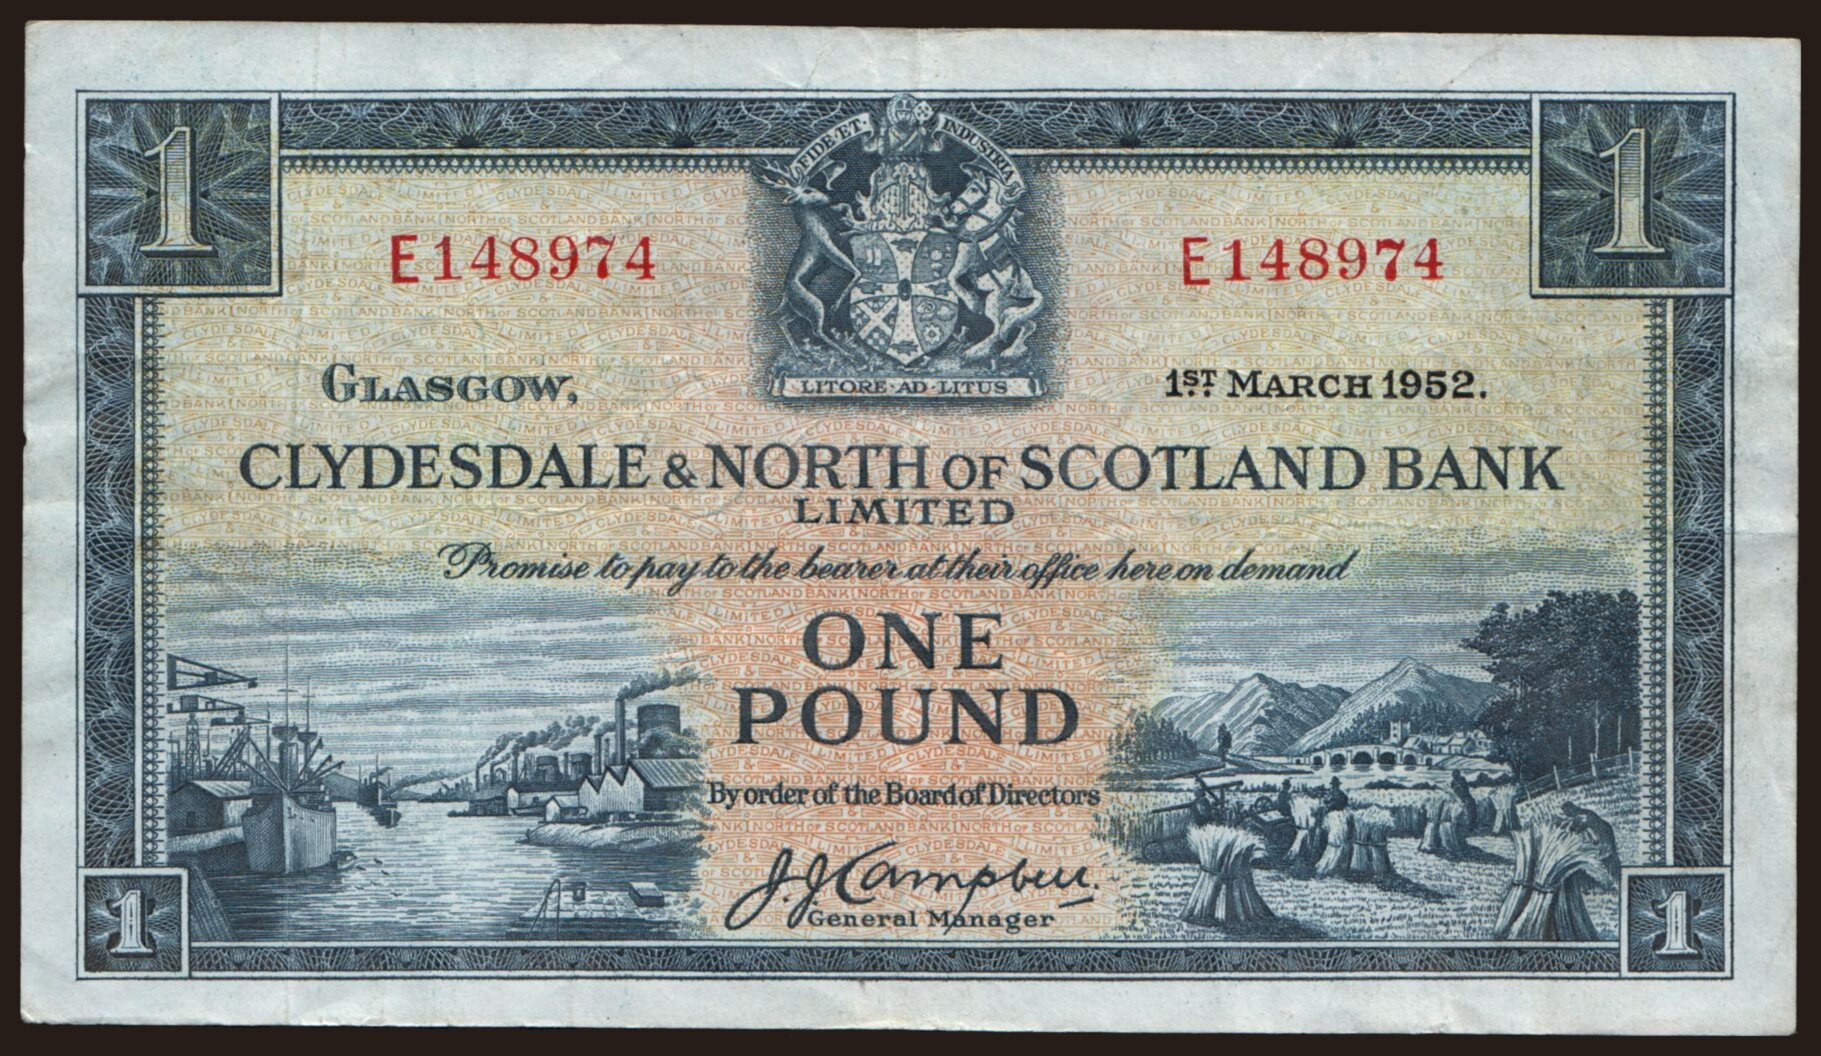 1
1
FIDE·ET· INDUSTRIA
E148974
E148974
LITORE·AD·LITUS
GLASGOW,
1ST MARCH 1952.
CLYDESDALE & NORTH OF SCOTLAND BANK
LIMITED
Promise to pay to the bearer at their office here on demand
ONE
POUND
By order of the Board of Directors
J. J. Campbell.
General Manager
1
1